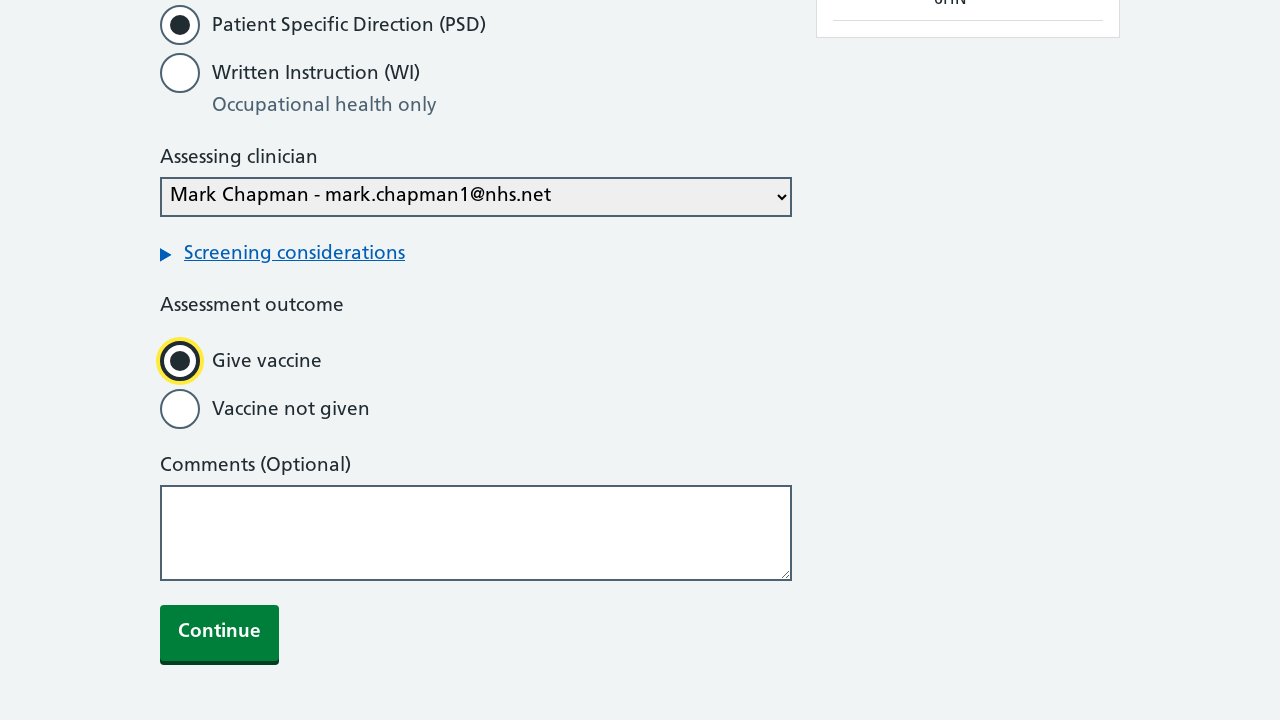 Patient Specific Direction (PSD)
Written Instruction (WI)
Occupational health only
Assessing clinician
Mark Chapman - mark.chapman1@nhs.net
Screening considerations
Assessment outcome
Give vaccine
Vaccine not given
Comments (Optional)
Continue